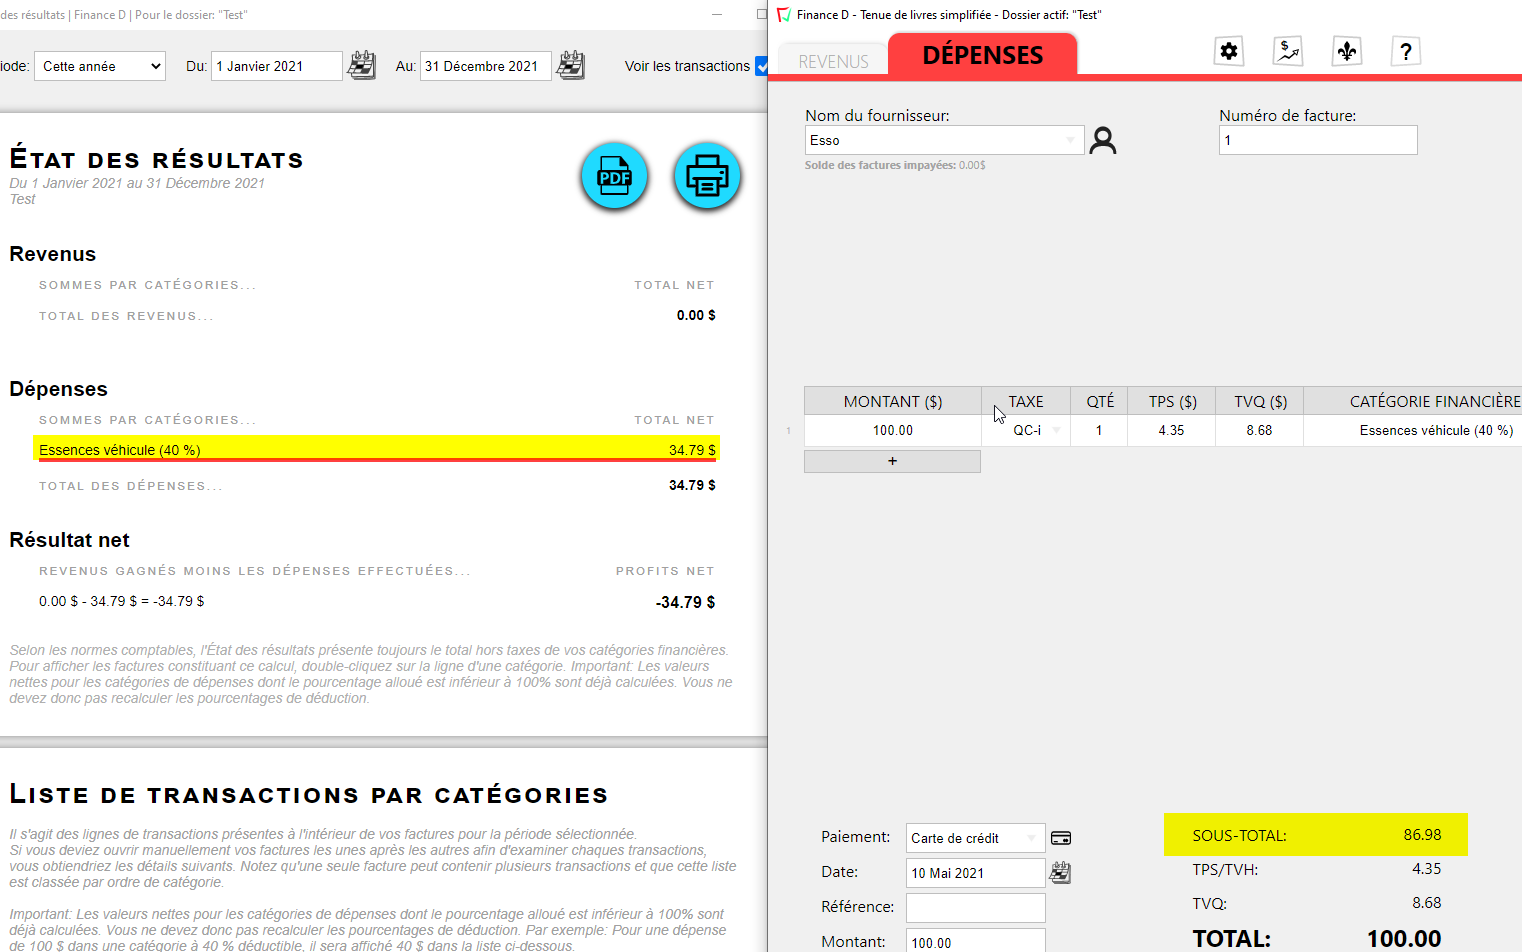 des résultats | Finance D | Pour le dossier: "Test"
iode: Cette année Du: 1 Janvier 2021 Au: 31 Décembre 2021 Voir les transactions
ÉTAT DES RÉSULTATS
Du 1 Janvier 2021 au 31 Décembre 2021
Test
PDF
Revenus
SOMMES PAR CATÉGORIES... TOTAL NET
TOTAL DES REVENUS... 0.00 $
Dépenses
SOMMES PAR CATÉGORIES... TOTAL NET
Essences véhicule (40 %) 34.79 $
TOTAL DES DÉPENSES... 34.79 $
Résultat net
REVENUS GAGNÉS MOINS LES DÉPENSES EFFECTUÉES... PROFITS NET
0.00 $ - 34.79 $ = -34.79 $ -34.79 $
Selon les normes comptables, l'État des résultats présente toujours le total hors taxes de vos catégories financières.
Pour afficher les factures constituant ce calcul, double-cliquez sur la ligne d'une catégorie. Important: Les valeurs
nettes pour les catégories de dépenses dont le pourcentage alloué est inférieur à 100% sont déjà calculées. Vous ne
devez donc pas recalculer les pourcentages de déduction.
LISTE DE TRANSACTIONS PAR CATÉGORIES
Il s'agit des lignes de transactions présentes à l'intérieur de vos factures pour la période sélectionnée.
Si vous deviez ouvrir manuellement vos factures les unes après les autres afin d'examiner chaques transactions,
vous obtiendriez les détails suivants. Notez qu'une seule facture peut contenir plusieurs transactions et que cette liste
est classée par ordre de catégorie.
Important: Les valeurs nettes pour les catégories de dépenses dont le pourcentage alloué est inférieur à 100% sont
déjà calculées. Vous ne devez donc pas recalculer les pourcentages de déduction. Par exemple: Pour une dépense
de 100 $ dans une catégorie à 40 % déductible, il sera affiché 40 $ dans la liste ci-dessous.
Finance D - Tenue de livres simplifiée - Dossier actif: "Test"
REVENUS DÉPENSES $ ?
Nom du fournisseur: Numéro de facture:
Esso 1
Solde des factures impayées: 0.00$
MONTANT ($) TAXE QTÉ TPS ($) TVQ ($) CATÉGORIE FINANCIÈRE
1 100.00 QC-i 1 4.35 8.68 Essences véhicule (40 %)
+
Paiement: Carte de crédit
Date: 10 Mai 2021
Référence:
Montant: 100.00
SOUS-TOTAL: 86.98
TPS/TVH: 4.35
TVQ: 8.68
TOTAL: 100.00